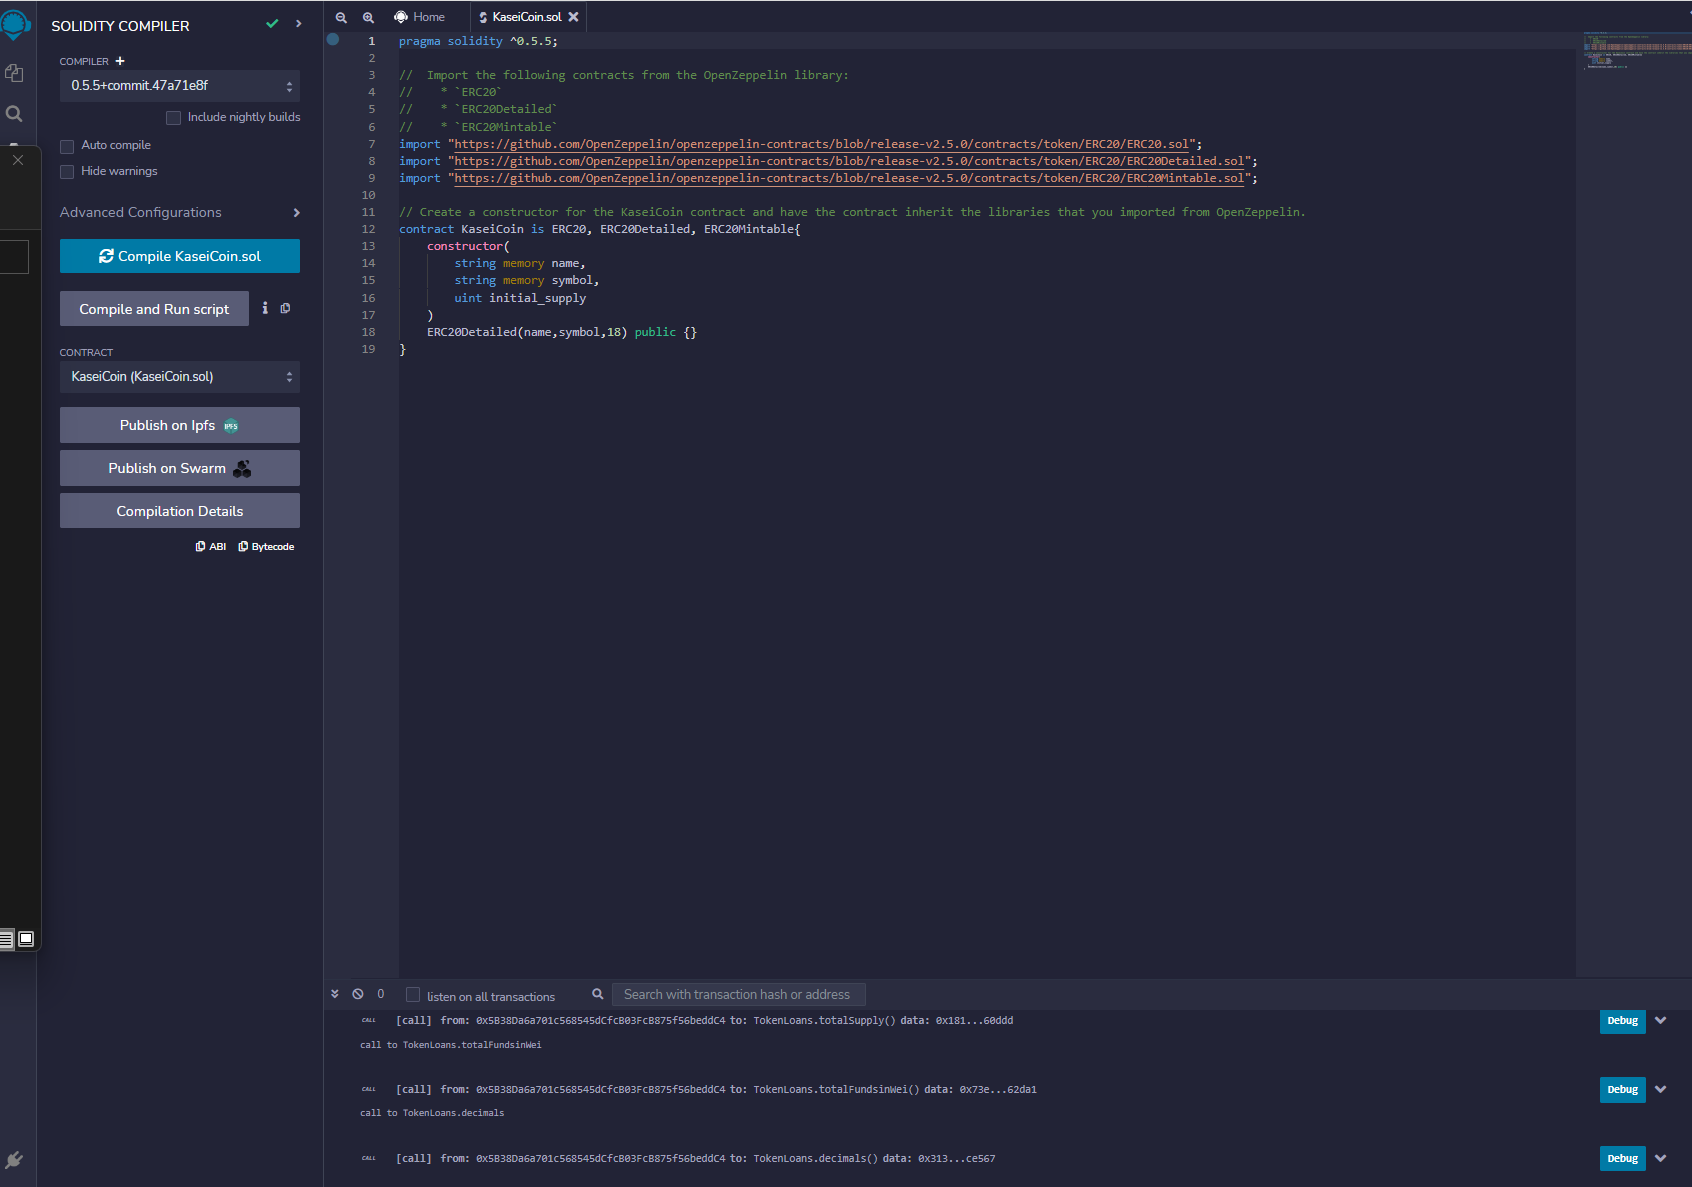 SOLIDITY COMPILER
COMPILER +
0.5.5+commit.47a71e8f
Include nightly builds
Auto compile
Hide warnings
Advanced Configurations
Compile KaseiCoin.sol
Compile and Run script
CONTRACT
KaseiCoin (KaseiCoin.sol)
Publish on Ipfs IPFS
Publish on Swarm
Compilation Details
ABI Bytecode
Home KaseiCoin.sol
1 pragma solidity ^0.5.5;
2
3 //  Import the following contracts from the OpenZeppelin library:
4 //    * `ERC20`
5 //    * `ERC20Detailed`
6 //    * `ERC20Mintable`
7 import "https://github.com/OpenZeppelin/openzeppelin-contracts/blob/release-v2.5.0/contracts/token/ERC20/ERC20.sol";
8 import "https://github.com/OpenZeppelin/openzeppelin-contracts/blob/release-v2.5.0/contracts/token/ERC20/ERC20Detailed.sol";
9 import "https://github.com/OpenZeppelin/openzeppelin-contracts/blob/release-v2.5.0/contracts/token/ERC20/ERC20Mintable.sol";
10
11 // Create a constructor for the KaseiCoin contract and have the contract inherit the libraries that you imported from OpenZeppelin.
12 contract KaseiCoin is ERC20, ERC20Detailed, ERC20Mintable{
13     constructor(
14         string memory name,
15         string memory symbol,
16         uint initial_supply
17     )
18     ERC20Detailed(name,symbol,18) public {}
19 }
0 listen on all transactions Search with transaction hash or address
CALL [call] from: 0x5B38Da6a701c568545dCfcB03FcB875f56beddC4 to: TokenLoans.totalSupply() data: 0x181...60ddd Debug
call to TokenLoans.totalFundsinWei
CALL [call] from: 0x5B38Da6a701c568545dCfcB03FcB875f56beddC4 to: TokenLoans.totalFundsinWei() data: 0x73e...62da1 Debug
call to TokenLoans.decimals
CALL [call] from: 0x5B38Da6a701c568545dCfcB03FcB875f56beddC4 to: TokenLoans.decimals() data: 0x313...ce567 Debug